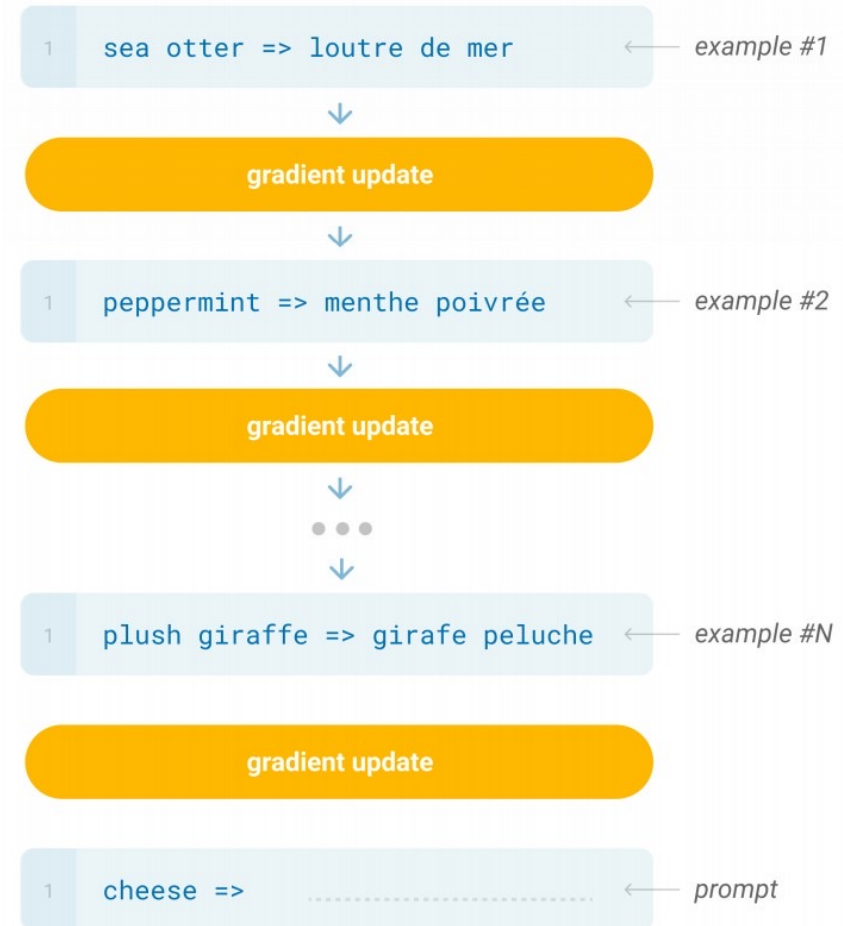 1 sea otter => loutre de mer example #1
gradient update
1 peppermint => menthe poivrée example #2
gradient update
1 plush giraffe => girafe peluche example #N
gradient update
1 cheese => prompt